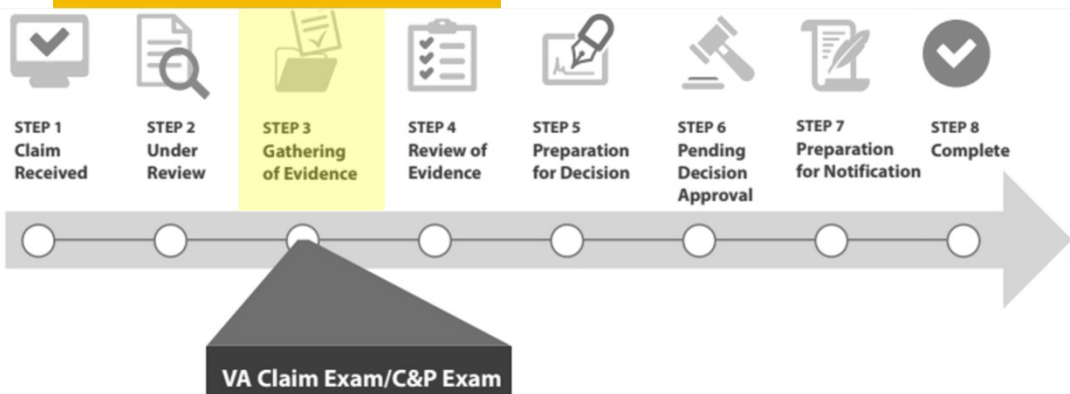 STEP 1
Claim
Received
STEP 2
Under
Review
STEP 3
Gathering
of Evidence
STEP 4
Review of
Evidence
STEP 5
Preparation
for Decision
STEP 6
Pending
Decision
Approval
STEP 7
Preparation
for Notification
STEP 8
Complete
VA Claim Exam/C&P Exam